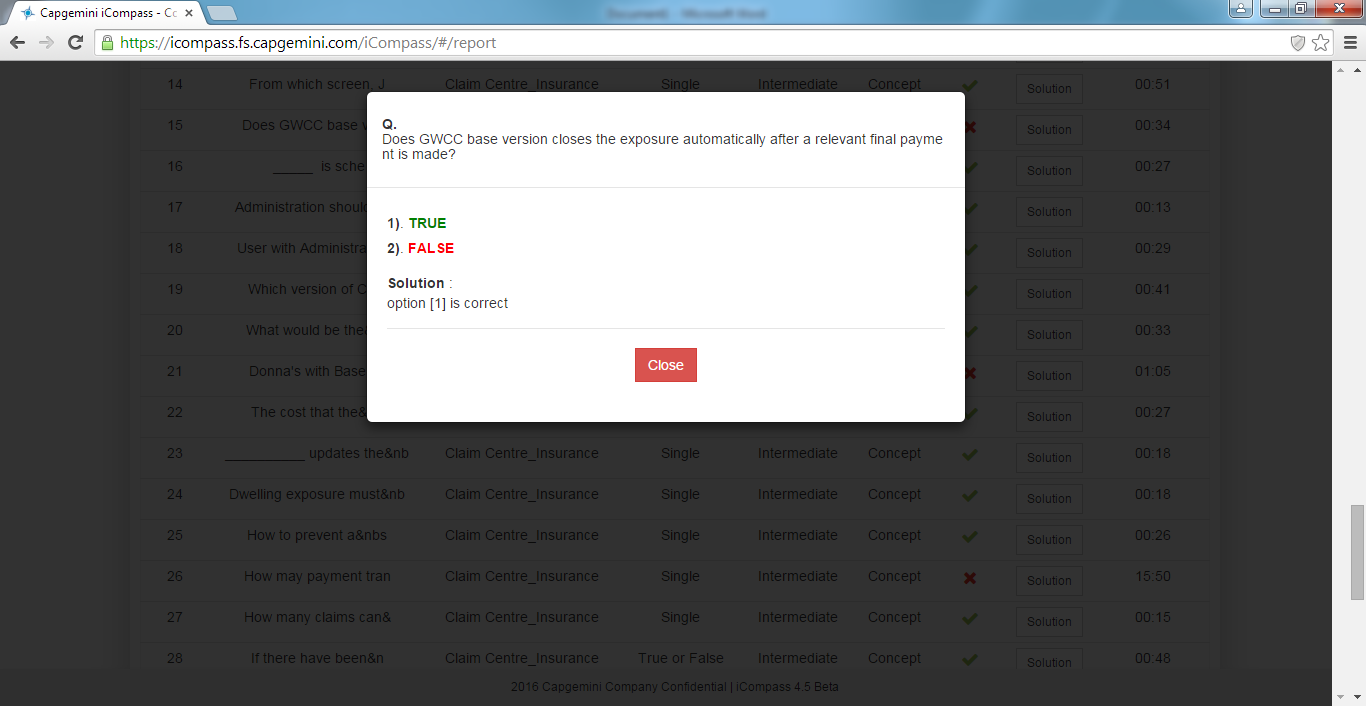 Capgemini iCompass - Cc
Document1 - Microsoft Word
https://icompass.fs.capgemini.com/iCompass/#/report
14 From which screen, J Claim Centre_Insurance Single Intermediate Concept Solution 00:51
Q.
Does GWCC base version closes the exposure automatically after a relevant final payme
nt is made?
1). TRUE
2). FALSE
Solution :
option [1] is correct
Close
15 Does GWCC base v Solution 00:34
16 _____ is sche Solution 00:27
17 Administration shoul Solution 00:13
18 User with Administra Solution 00:29
19 Which version of C Solution 00:41
20 What would be the& Solution 00:33
21 Donna's with Base Solution 01:05
22 The cost that the& Solution 00:27
23 __________ updates the&nb Claim Centre_Insurance Single Intermediate Concept Solution 00:18
24 Dwelling exposure must&nb Claim Centre_Insurance Single Intermediate Concept Solution 00:18
25 How to prevent a&nbs Claim Centre_Insurance Single Intermediate Concept Solution 00:26
26 How may payment tran Claim Centre_Insurance Single Intermediate Concept Solution 15:50
27 How many claims can& Claim Centre_Insurance Single Intermediate Concept Solution 00:15
28 If there have been&n Claim Centre_Insurance True or False Intermediate Concept Solution 00:48
2016 Capgemini Company Confidential | iCompass 4.5 Beta